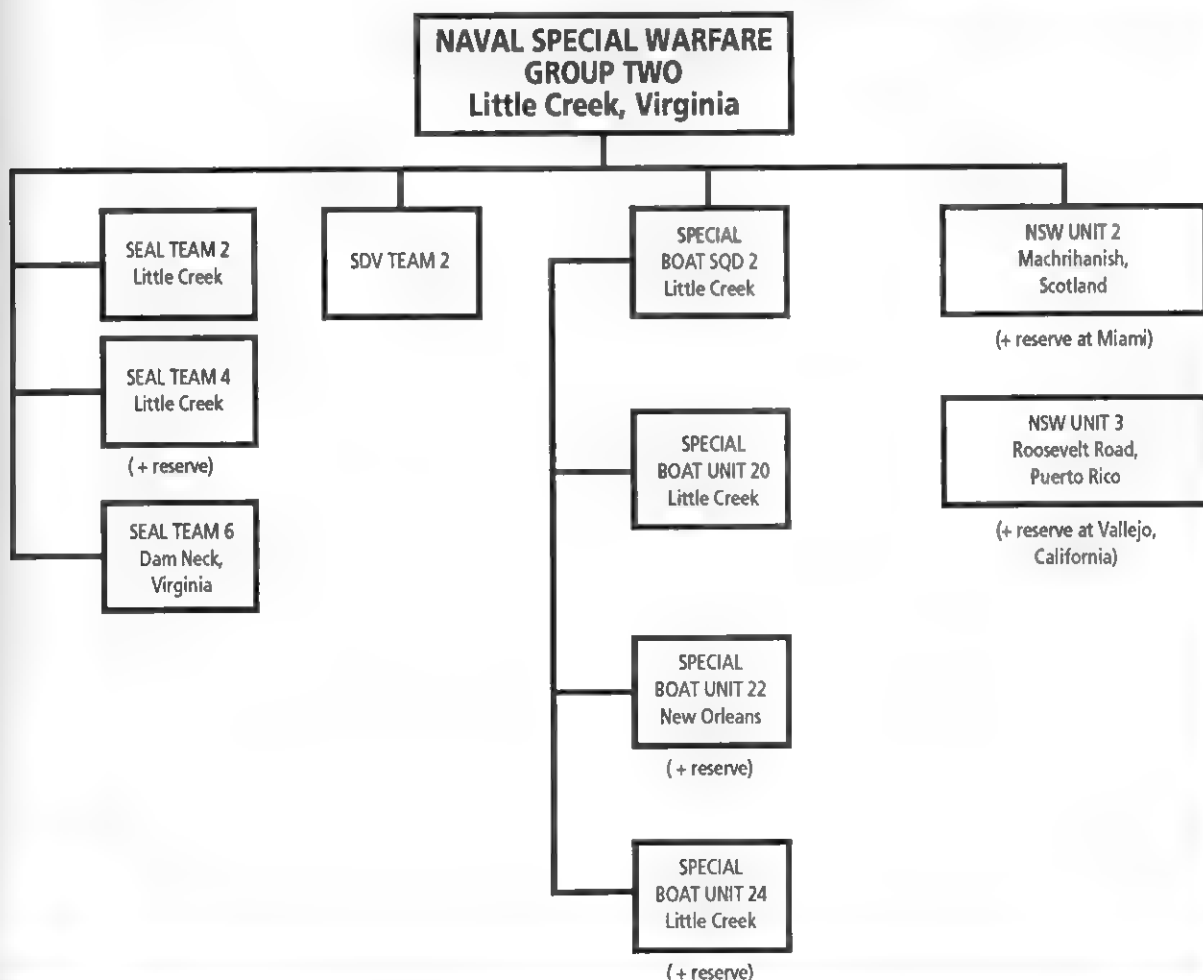 NAVAL SPECIAL WARFARE
GROUP TWO
Little Creek, Virginia
SEAL TEAM 2
Little Creek
SEAL TEAM 4
Little Creek
( + reserve)
SEAL TEAM 6
Dam Neck,
Virginia
SDV TEAM 2
SPECIAL
BOAT SQD 2
Little Creek
SPECIAL
BOAT UNIT 20
Little Creek
SPECIAL
BOAT UNIT 22
New Orleans
( + reserve)
SPECIAL
BOAT UNIT 24
Little Creek
( + reserve)
NSW UNIT 2
Machrihanish,
Scotland
(+ reserve at Miami)
NSW UNIT 3
Roosevelt Road,
Puerto Rico
(+ reserve at Vallejo,
California)